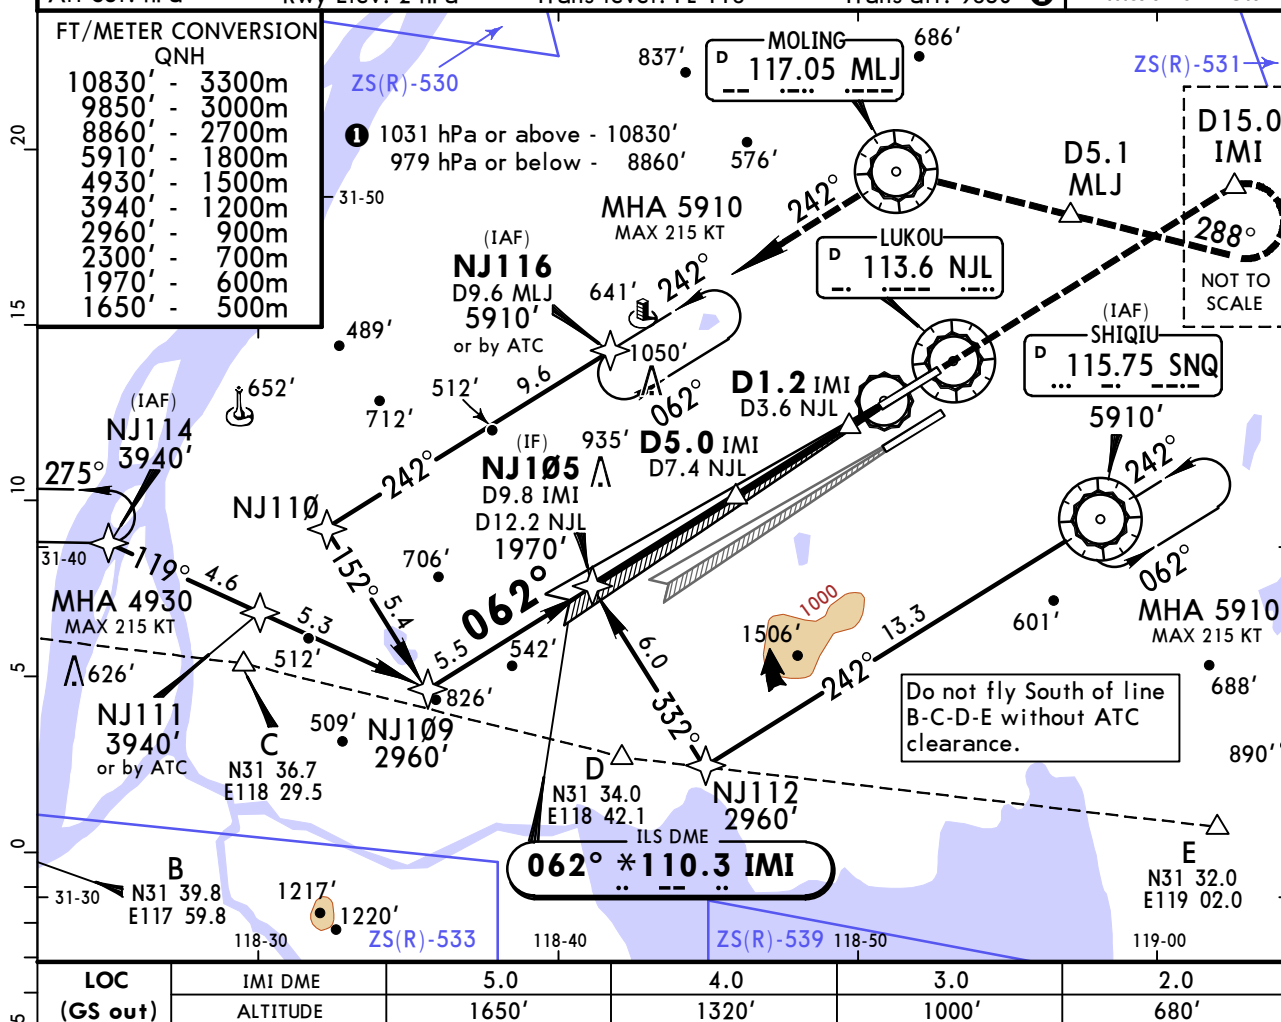 FT/METER CONVERSION
QNH
10830' - 3300m
9850' - 3000m
8860' - 2700m
5910' - 1800m
4930' - 1500m
3940' - 1200m
2960' - 900m
2300' - 700m
1970' - 600m
1650' - 500m
ZS(R)-530
1 1031 hPa or above - 10830'
979 hPa or below - 8860'
837'
686'
576'
MOLING
D 117.05 MLJ
ZS(R)-531
D15.0
IMI
288°
NOT TO
SCALE
D5.1
MLJ
20
31-50
MHA 5910
MAX 215 KT
242°
LUKOU
D 113.6 NJL
(IAF)
NJ116
D9.6 MLJ
5910'
or by ATC
641'
242°
1050'
062°
15
489'
652'
712'
512'
9.6
(IAF)
SHIQIU
D 115.75 SNQ
5910'
D1.2 IMI
D3.6 NJL
(IAF)
NJ114
3940'
275°
242°
(IF)
NJ105
D9.8 IMI
D12.2 NJL
1970'
935'
D5.0 IMI
D7.4 NJL
242°
062°
MHA 5910
MAX 215 KT
10
NJ110
31-40
119°
4.6
152°
5.4
706'
062°
MHA 4930
MAX 215 KT
5.3
512'
5.5
542'
6.0
332°
1000
1506'
13.3
242°
601'
688'
890'
5
626'
NJ111
3940'
or by ATC
826'
NJ109
2960'
509'
C
N31 36.7
E118 29.5
D
N31 34.0
E118 42.1
NJ112
2960'
Do not fly South of line
B-C-D-E without ATC
clearance.
0
ILS DME
062° *110.3 IMI
E
N31 32.0
E119 02.0
B
N31 39.8
E117 59.8
31-30
1217'
1220'
118-30
ZS(R)-533
118-40
ZS(R)-539
118-50
119-00
LOC
(GS out)
IMI DME 5.0 4.0 3.0 2.0
ALTITUDE 1650' 1320' 1000' 680'
5